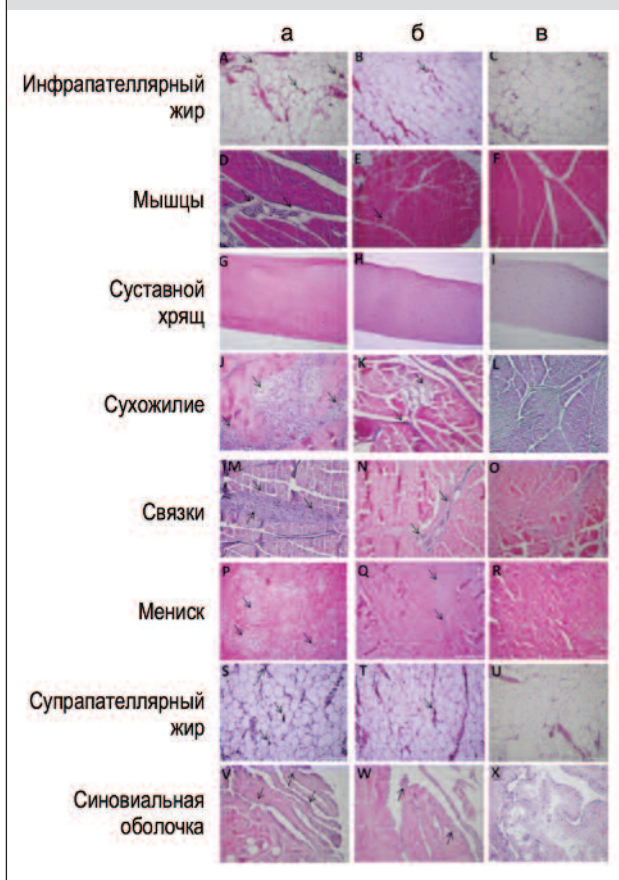 а б в
Инфрапателлярный
жир
A B C
Мышцы
D E F
Суставной
хрящ
G H I
Сухожилие
J K L
Связки
M N O
Мениск
P Q R
Супрапателлярный
жир
S T U
Синовиальная
оболочка
V W X